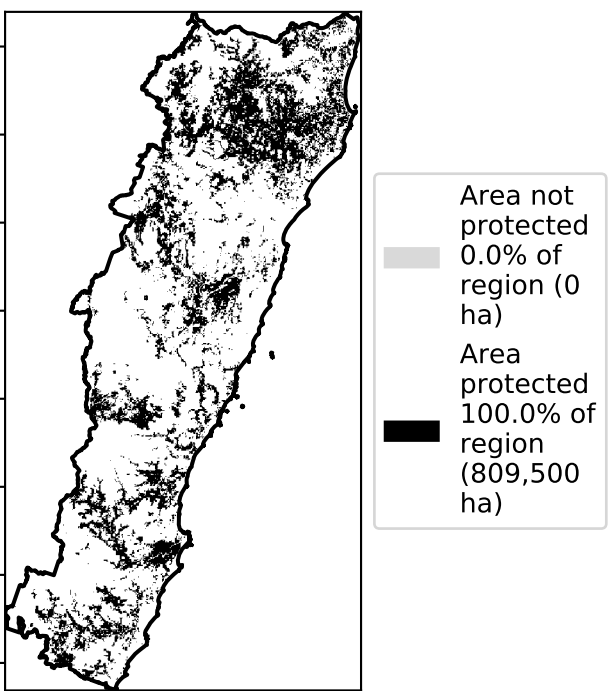 Area not
protected
0.0% of
region (0
ha)
Area
protected
100.0% of
region
(809,500
ha)